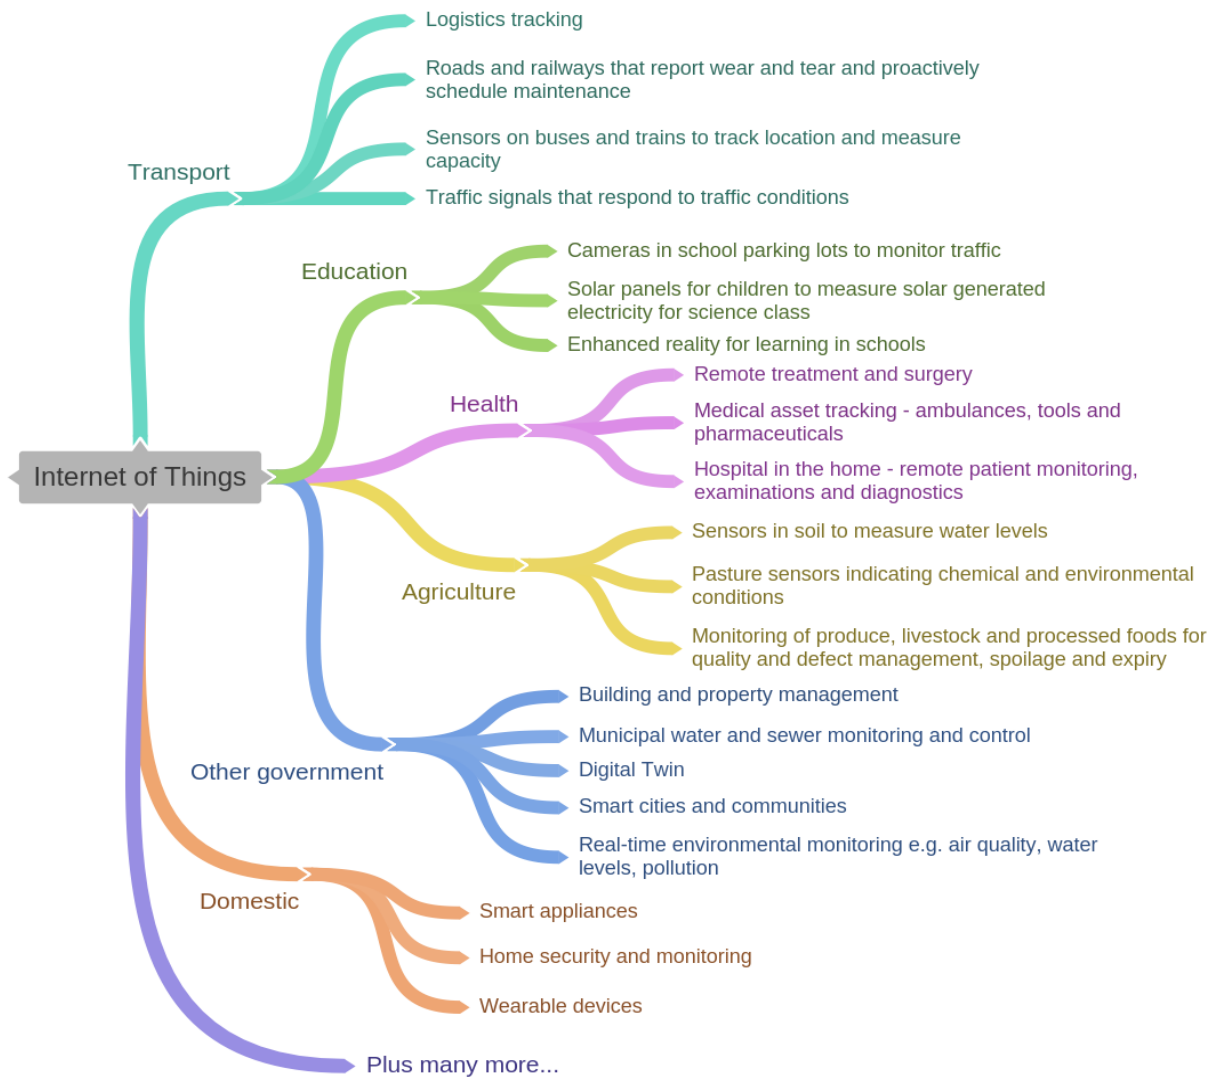 Logistics tracking
Roads and railways that report wear and tear and proactively
schedule maintenance
Sensors on buses and trains to track location and measure
capacity
Transport
Traffic signals that respond to traffic conditions
Cameras in school parking lots to monitor traffic
Education
Solar panels for children to measure solar generated
electricity for science class
Enhanced reality for learning in schools
Remote treatment and surgery
Health
Medical asset tracking - ambulances, tools and
pharmaceuticals
Internet of Things
Hospital in the home - remote patient monitoring,
examinations and diagnostics
Sensors in soil to measure water levels
Agriculture
Pasture sensors indicating chemical and environmental
conditions
Monitoring of produce, livestock and processed foods for
quality and defect management, spoilage and expiry
Building and property management
Municipal water and sewer monitoring and control
Other government
Digital Twin
Smart cities and communities
Real-time environmental monitoring e.g. air quality, water
levels, pollution
Domestic
Smart appliances
Home security and monitoring
Wearable devices
Plus many more...